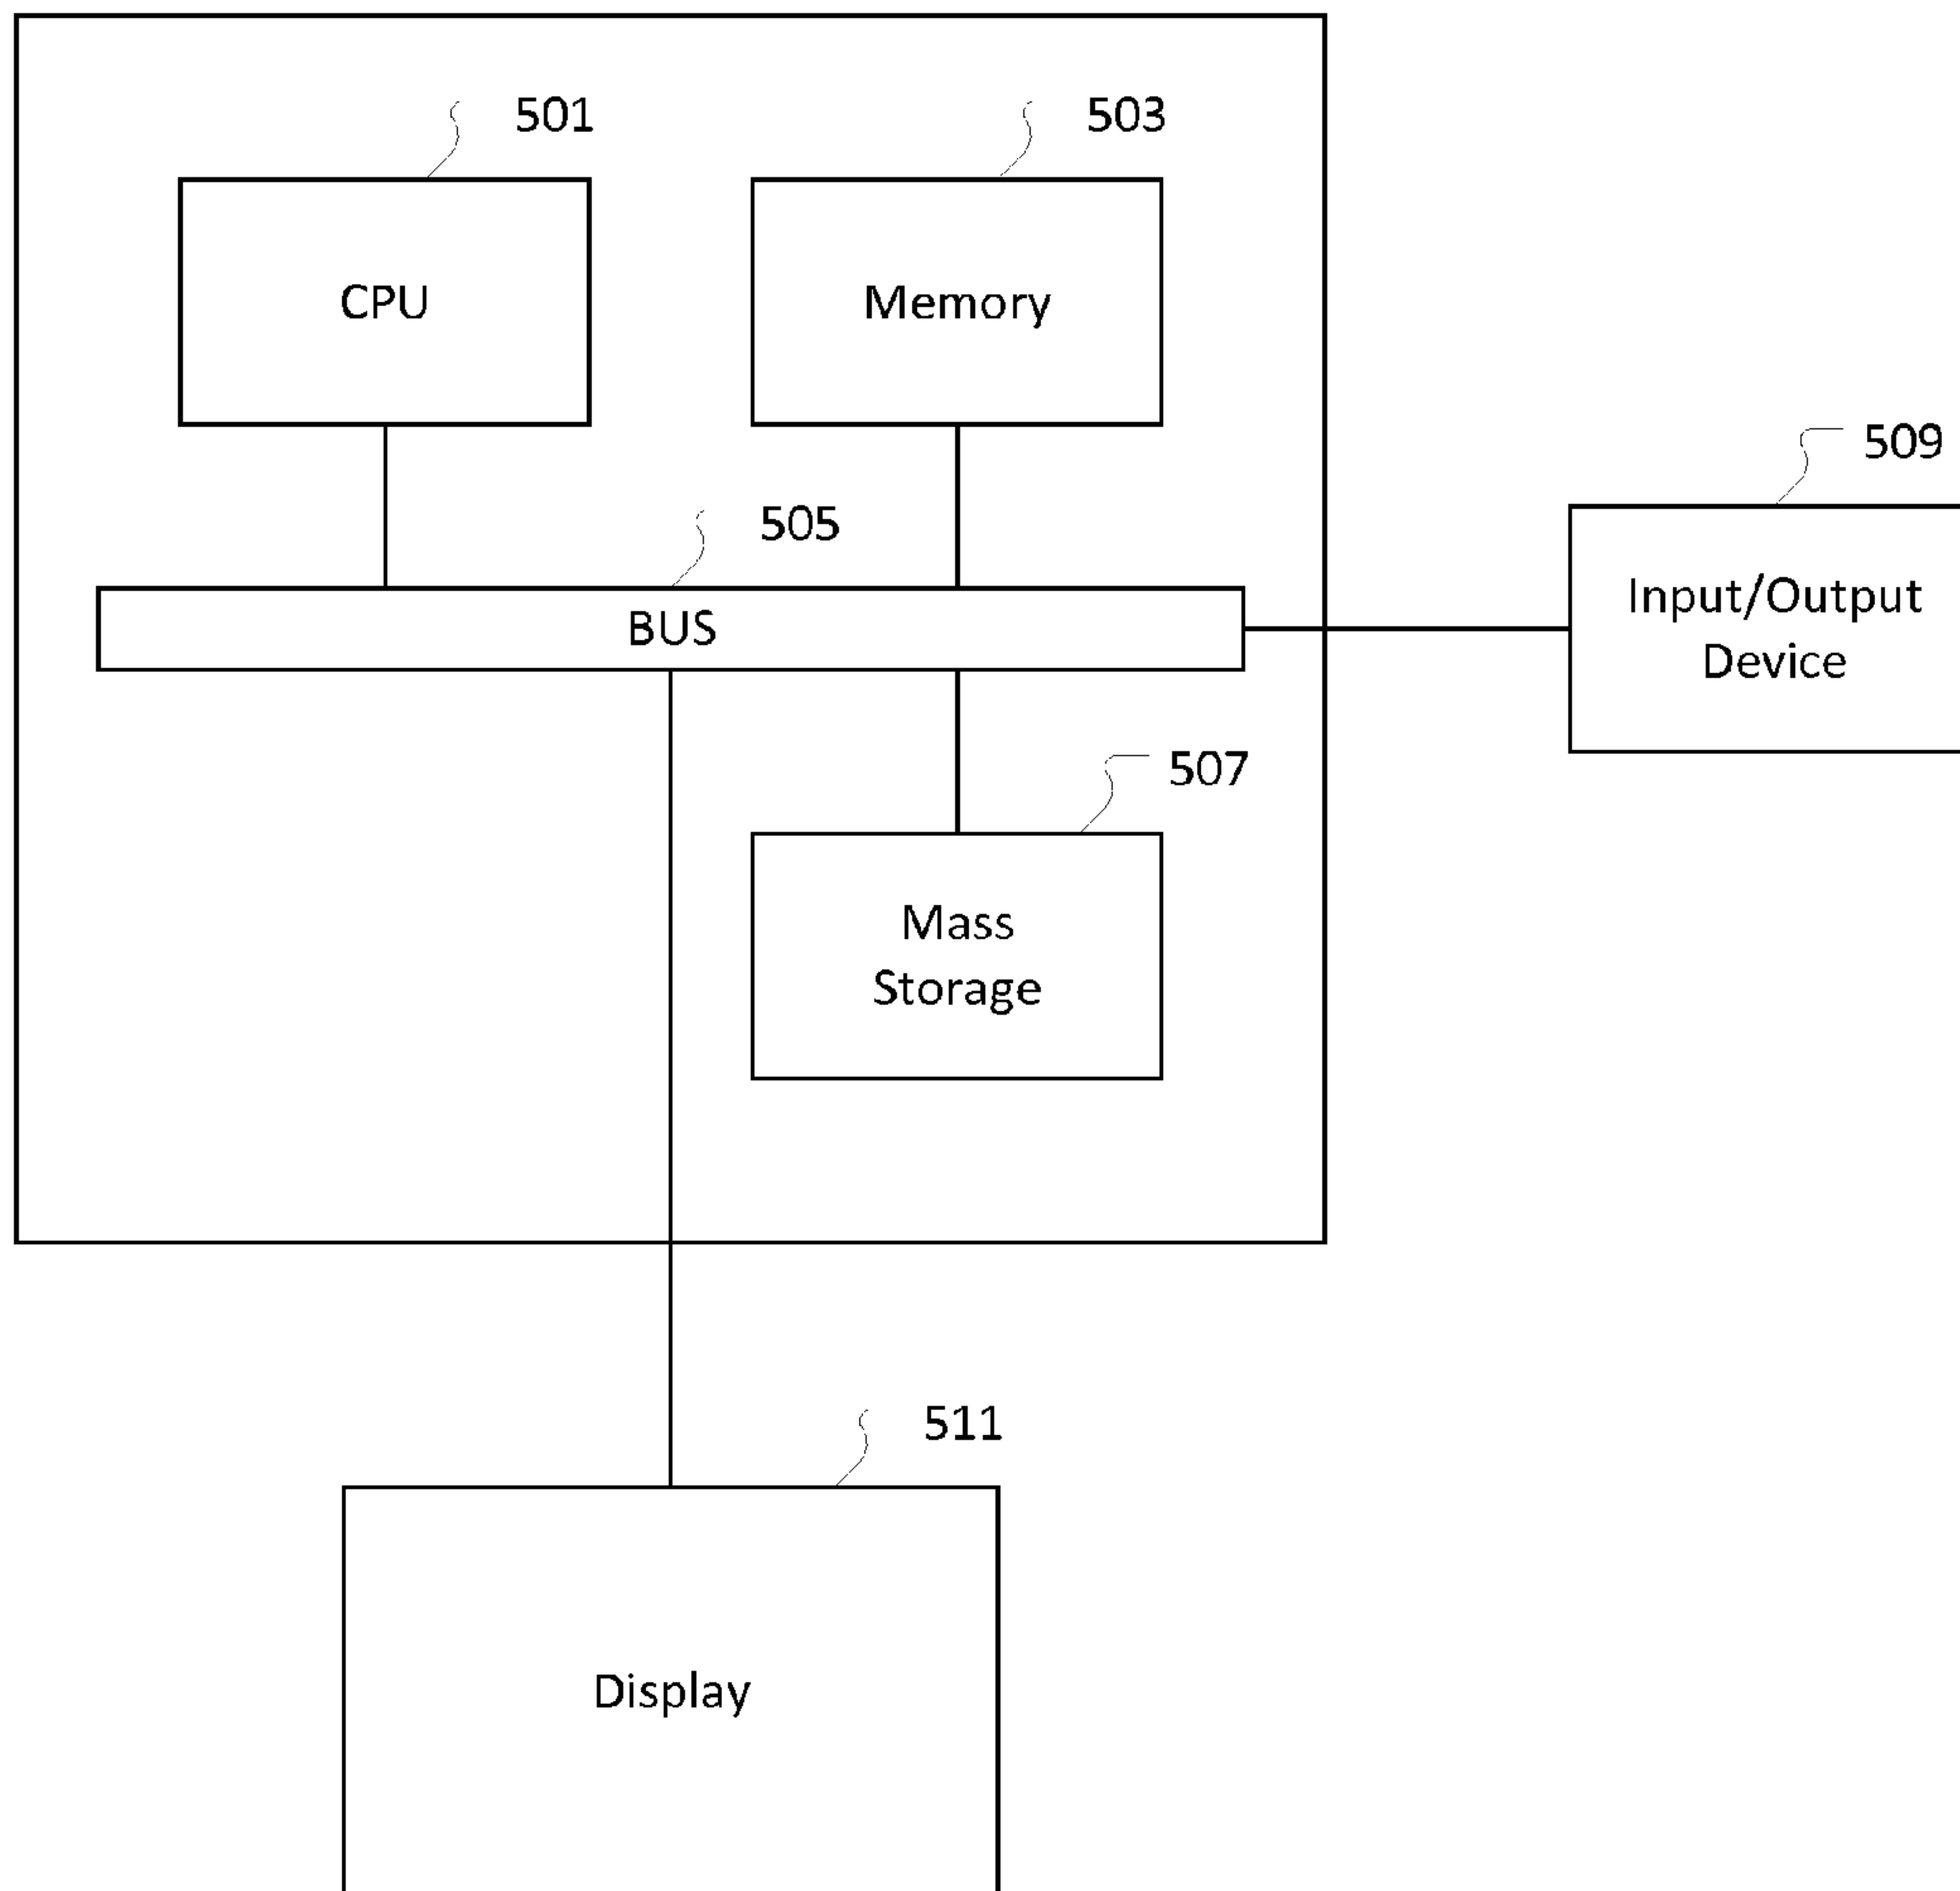 501
503
CPU
Memory
509
505
Input/Output
Device
BUS
507
Mass
Storage
511
Display